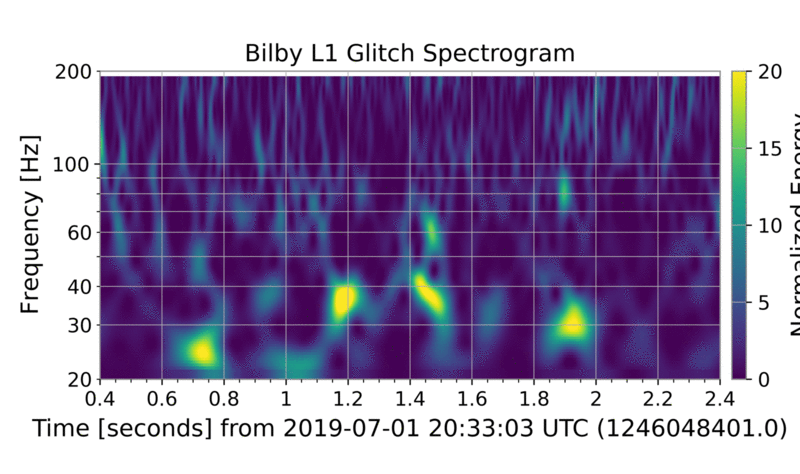 Bilby L1 Glitch Spectrogram
Frequency [Hz]
200
100
60
40
30
20
0.4 0.6 0.8 1 1.2 1.4 1.6 1.8 2 2.2 2.4
Time [seconds] from 2019-07-01 20:33:03 UTC (1246048401.0)
20
15
10
5
0
Normalized Energy